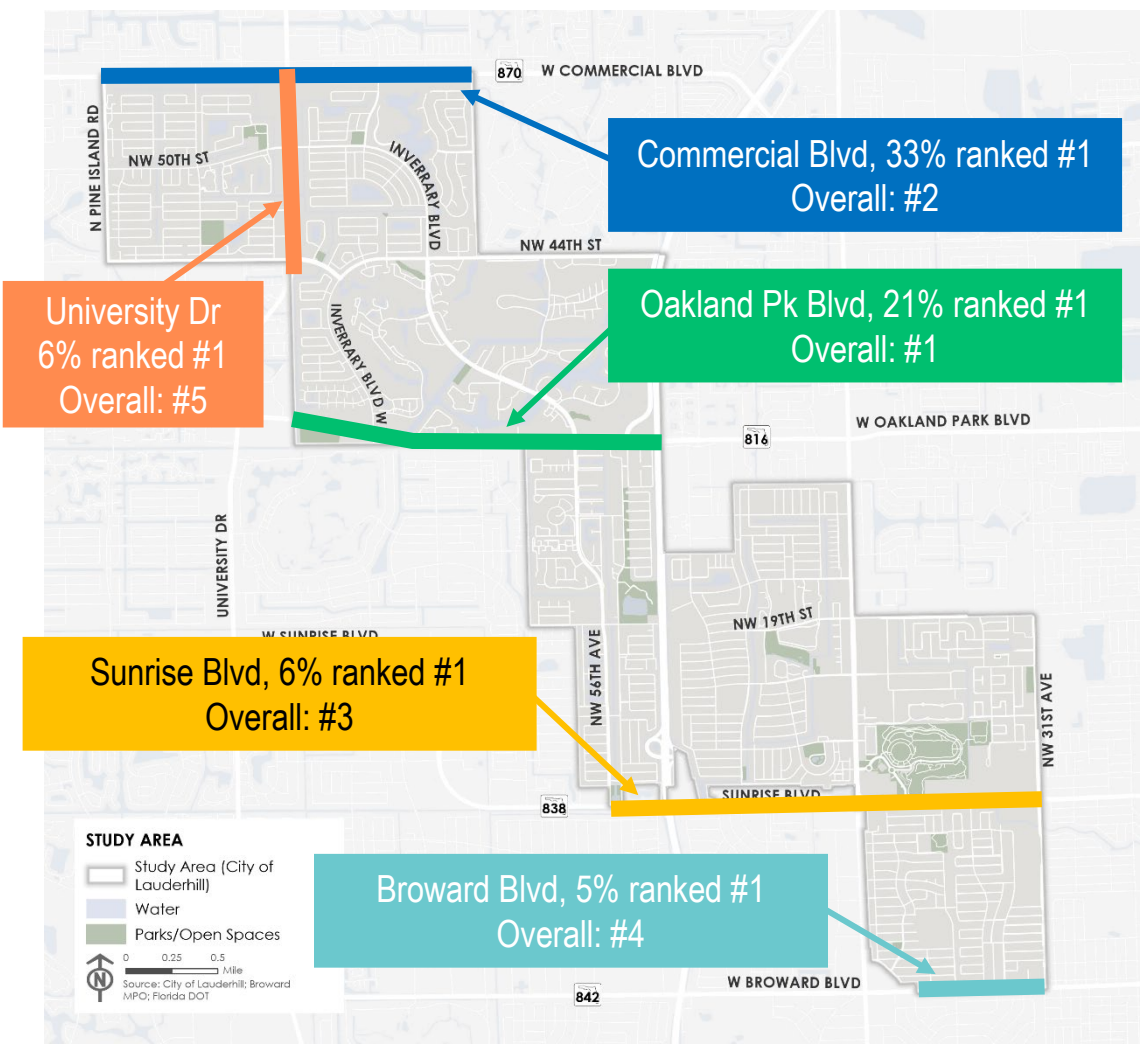 870 W COMMERCIAL BLVD
N PINE ISLAND RD
NW 50TH ST
INVERRARY BLVD
Commercial Blvd, 33% ranked #1
Overall: #2
NW 44TH ST
University Dr
6% ranked #1
Overall: #5
INVERRARY BLVD W
Oakland Pk Blvd, 21% ranked #1
Overall: #1
816
W OAKLAND PARK BLVD
UNIVERSITY DR
NW 19TH ST
W SUNRISE BLVD
Sunrise Blvd, 6% ranked #1
Overall: #3
NW 56TH AVE
NW 31ST AVE
838
SUNRISE BLVD
STUDY AREA
Study Area (City of
Lauderhill)
Water
Parks/Open Spaces
0 0.25 0.5
Mile
N
Source: City of Lauderhill; Broward
MPO; Florida DOT
Broward Blvd, 5% ranked #1
Overall: #4
W BROWARD BLVD
842